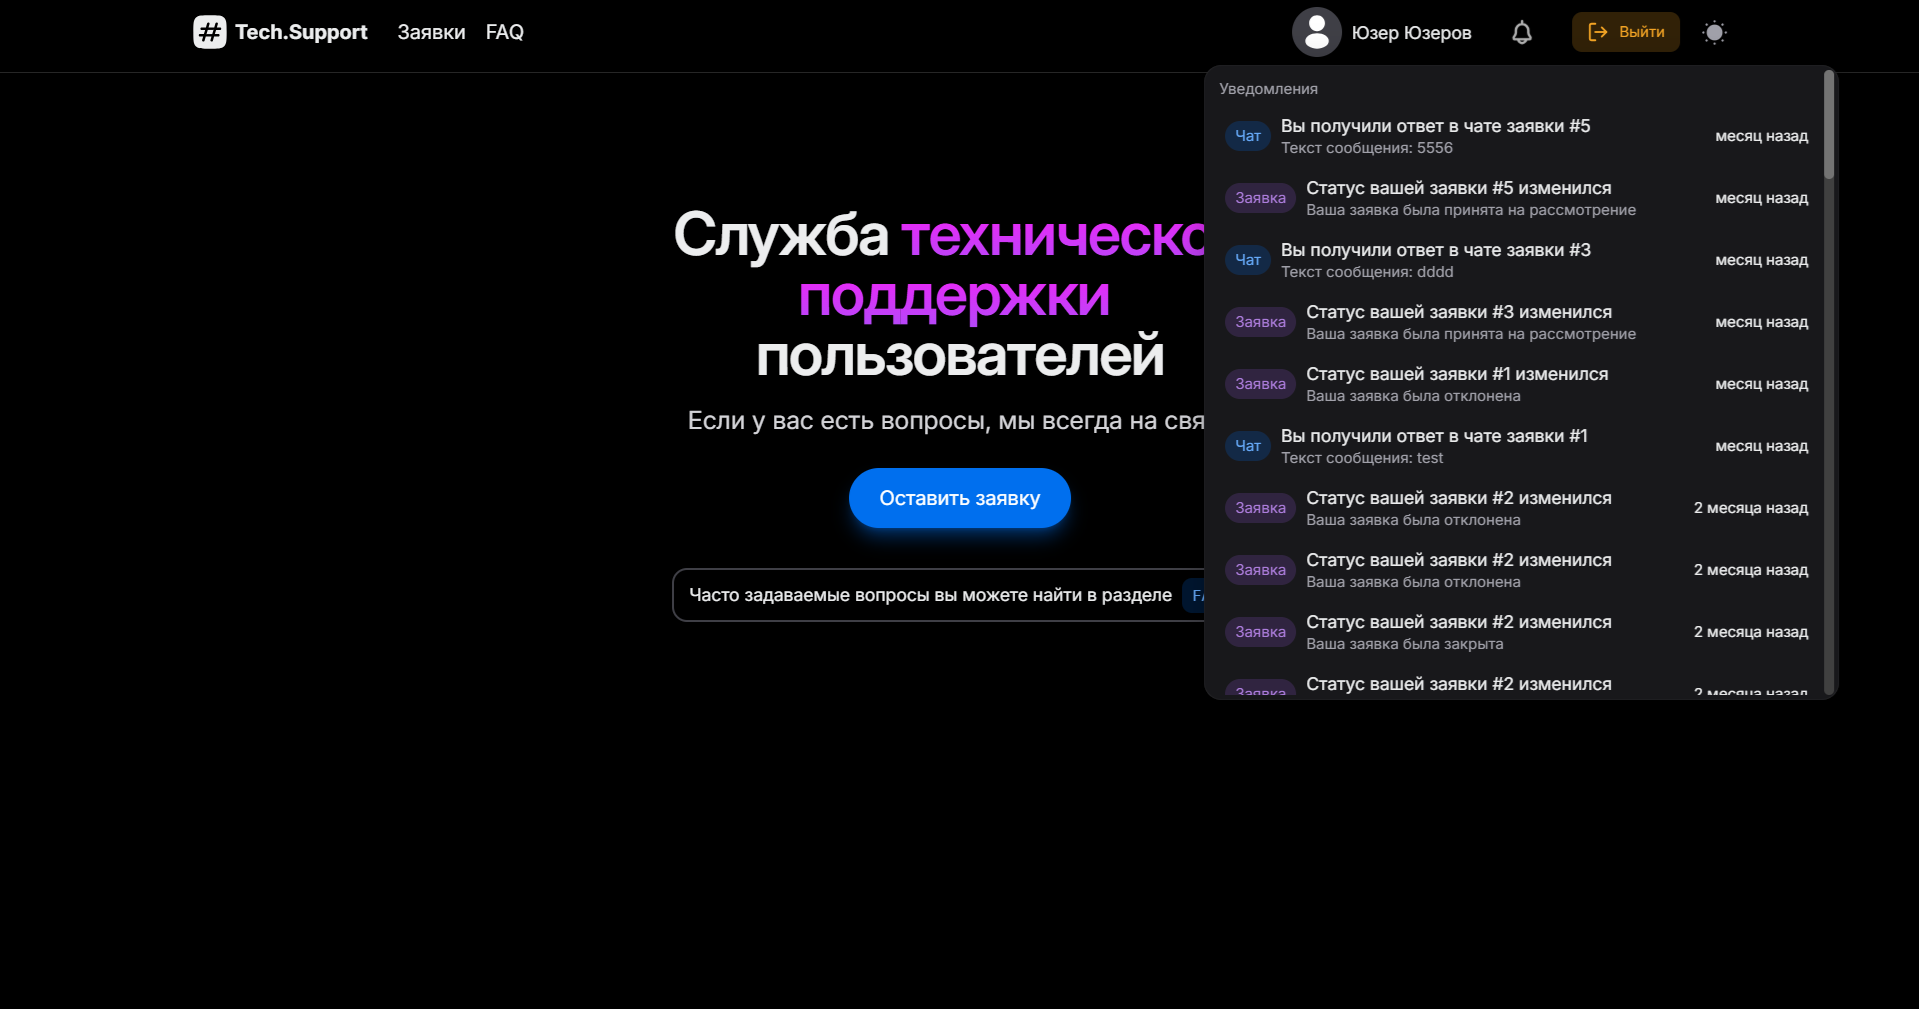 Tech.Support
Заявки
FAQ
Юзер Юзеров
Выйти
Служба техническо
поддержки
пользователей
Если у вас есть вопросы, мы всегда на свя
Оставить заявку
Часто задаваемые вопросы вы можете найти в разделе
Уведомления
Чат
Вы получили ответ в чате заявки #5
Текст сообщения: 5556
месяц назад
Заявка
Статус вашей заявки #5 изменился
Ваша заявка была принята на рассмотрение
месяц назад
Чат
Вы получили ответ в чате заявки #3
Текст сообщения: dddd
месяц назад
Заявка
Статус вашей заявки #3 изменился
Ваша заявка была принята на рассмотрение
месяц назад
Заявка
Статус вашей заявки #1 изменился
Ваша заявка была отклонена
месяц назад
Чат
Вы получили ответ в чате заявки #1
Текст сообщения: test
месяц назад
Заявка
Статус вашей заявки #2 изменился
Ваша заявка была отклонена
2 месяца назад
Заявка
Статус вашей заявки #2 изменился
Ваша заявка была отклонена
2 месяца назад
Заявка
Статус вашей заявки #2 изменился
Ваша заявка была закрыта
2 месяца назад
Заявка
Статус вашей заявки #2 изменился
2 месяца назад